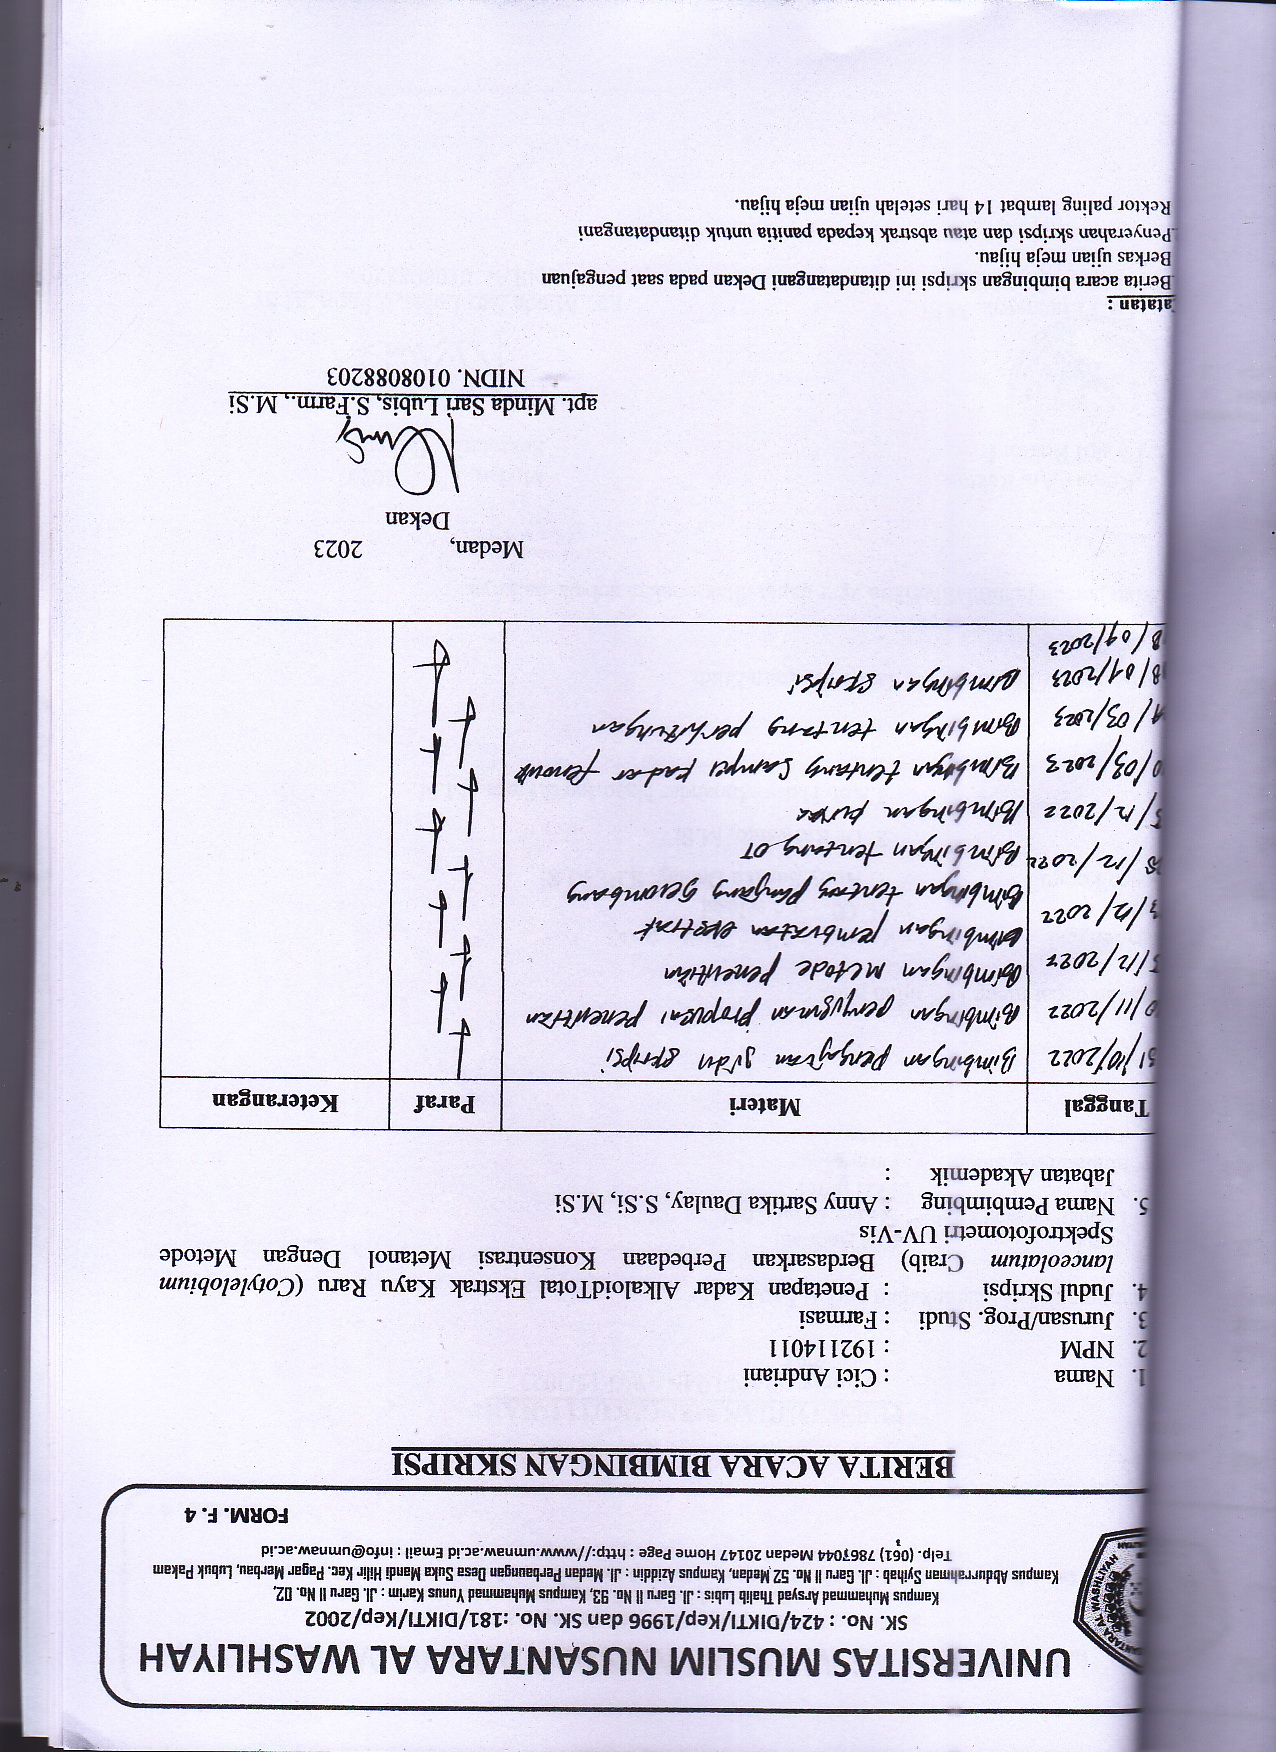 UNIVERSITAS MUSLIM NUSANTARA AL WASHLIYAH
SK. No. : 424/DIKTI/Kep/1996 dan SK. No. :181/DIKTI/Kep/2002
Kampus Muhammad Arsyad Thalib Lubis : Jl. Garu II No. 93, Kampus Muhammad Yunus Karim : Jl. Garu II No. 02,
Kampus Abdurrahman Syihab : Jl. Garu II No. 52 Medan, Kampus Aziddin : Jl. Medan Perbaungan Desa Suka Mandi Hilir Kec. Pagar Merbau, Lubuk Pakam
Telp. (061) 7867044 Medan 20147 Home Page : http://www.umnaw.ac.id Email : info@umnaw.ac.id
FORM. F. 4
BERITA ACARA BIMBINGAN SKRIPSI
1. Nama : Cici Andriani
2. NPM : 192114011
3. Jurusan/Prog. Studi : Farmasi
4. Judul Skripsi : Penetapan Kadar AlkaloidTotal Ekstrak Kayu Raru (Cotylelobium
lanceolatum Craib) Berdasarkan Perbedaan Konsentrasi Metanol Dengan Metode
Spektrofotometri UV-Vis
5. Nama Pembimbing : Anny Sartika Daulay, S.Si, M.Si
Jabatan Akademik :
Tanggal Materi Paraf Keterangan
31/10/2022 Bimbingan pengajuan judul skripsi
0/11/2022 Bimbingan penyusunan proposal penelitian
/12/2022 Bimbingan metode penelitian
Bimbingan pembuatan ekstrak
/12/2022 Bimbingan tentang panjang gelombang
/12/2022 Bimbingan tentang OT
/12/2022 Bimbingan
0/03/2023 Bimbingan tentang sampel kadar
/03/2023 Bimbingan tentang perhitungan
8/07/2023 Bimbingan skripsi
8/07/2023
Medan, 2023
Dekan
apt. Minda Sari Lubis, S.Farm., M.Si
NIDN. 0108088203
atatan :
Berita acara bimbingan skripsi ini ditandatangani Dekan pada saat pengajuan
Berkas ujian meja hijau.
Penyerahan skripsi dan atau abstrak kepada panitia untuk ditandatangani
Rektor paling lambat 14 hari setelah ujian meja hijau.